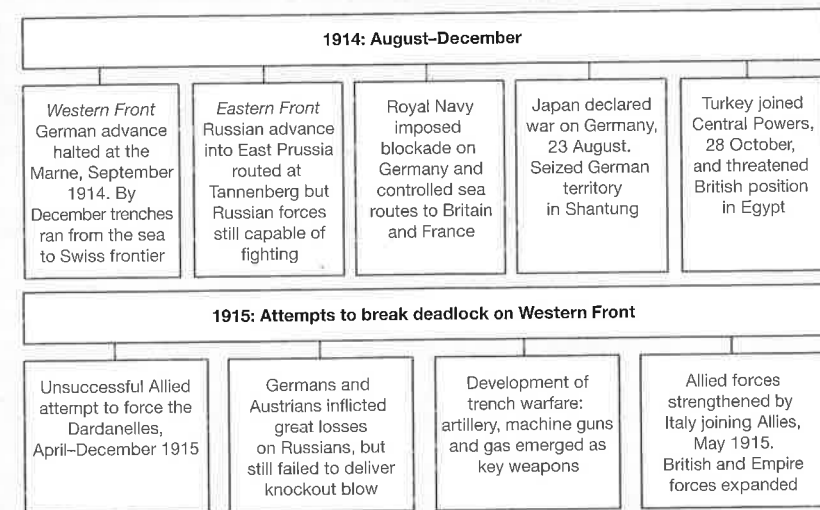 1914: August–December
Western Front
German advance
halted at the
Marne, September
1914. By
December trenches
ran from the sea
to Swiss frontier
Eastern Front
Russian advance
into East Prussia
routed at
Tannenberg but
Russian forces
still capable of
fighting
Royal Navy
imposed
blockade on
Germany and
controlled sea
routes to Britain
and France
Japan declared
war on Germany,
23 August.
Seized German
territory
in Shantung
Turkey joined
Central Powers,
28 October,
and threatened
British position
in Egypt
1915: Attempts to break deadlock on Western Front
Unsuccessful Allied
attempt to force the
Dardanelles,
April–December 1915
Germans and
Austrians inflicted
great losses
on Russians, but
still failed to deliver
knockout blow
Development of
trench warfare:
artillery, machine guns
and gas emerged as
key weapons
Allied forces
strengthened by
Italy joining Allies,
May 1915.
British and Empire
forces expanded